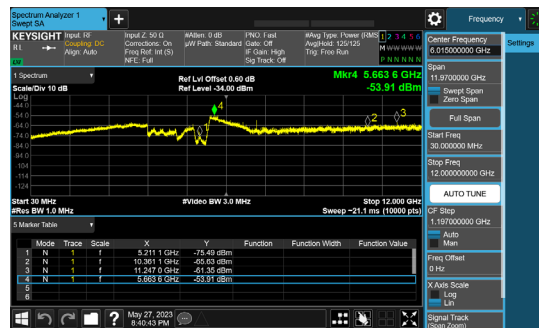 Spectrum Analyzer 1
Swept SA
Frequency
KEYSIGHT
RL
Input: RF
Coupling: DC
Align: Auto
Input Z: 50 Ω
Corrections: On
Freq Ref: Int (S)
NFE: Full
#Atten: 0 dB
µW Path: Standard
PNO: Fast
Gate: Off
IF Gain: High
Sig Track: Off
#Avg Type: Power (RMS
Avg|Hold: 125/125
Trig: Free Run
1 2 3 4 5 6
M W W W W W
P N N N N N
LW
1 Spectrum
Scale/Div 10 dB
Log
Ref Lvl Offset 0.60 dB
Ref Level -34.00 dBm
Mkr4 5.663 6 GHz
-53.91 dBm
-44.0
-54.0
-64.0
-84.0
-94.0
-104
-114
-124
4
2
3
Start 30 MHz
#Res BW 1.0 MHz
#Video BW 3.0 MHz
Stop 12.000 GHz
Sweep ~21.1 ms (10000 pts)
5 Marker Table
Mode Trace Scale X Y Function Function Width Function Value
1 N 1 f 5.211 1 GHz -75.49 dBm
2 N 1 f 10.361 1 GHz -65.63 dBm
3 N 1 f 11.247 0 GHz -61.35 dBm
4 N 1 f 5.663 6 GHz -53.91 dBm
5
6
?
May 27, 2023
8:40:43 PM
Center Frequency
6.015000000 GHz
Settings
Span
11.9700000 GHz
Swept Span
Zero Span
Full Span
Start Freq
30.000000 MHz
Stop Freq
12.000000000 GHz
AUTO TUNE
CF Step
1.197000000 GHz
Auto
Man
Freq Offset
0 Hz
X Axis Scale
Log
Lin
Signal Track
(Span Zoom)